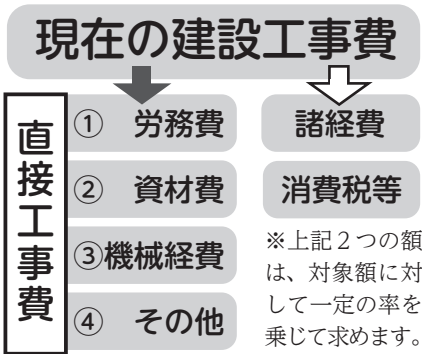 現在の建設工事費
直接工事費
① 労務費
② 資材費
③機械経費
④ その他
諸経費
消費税等
※上記２つの額
は、対象額に対
して一定の率を
乗じて求めます。